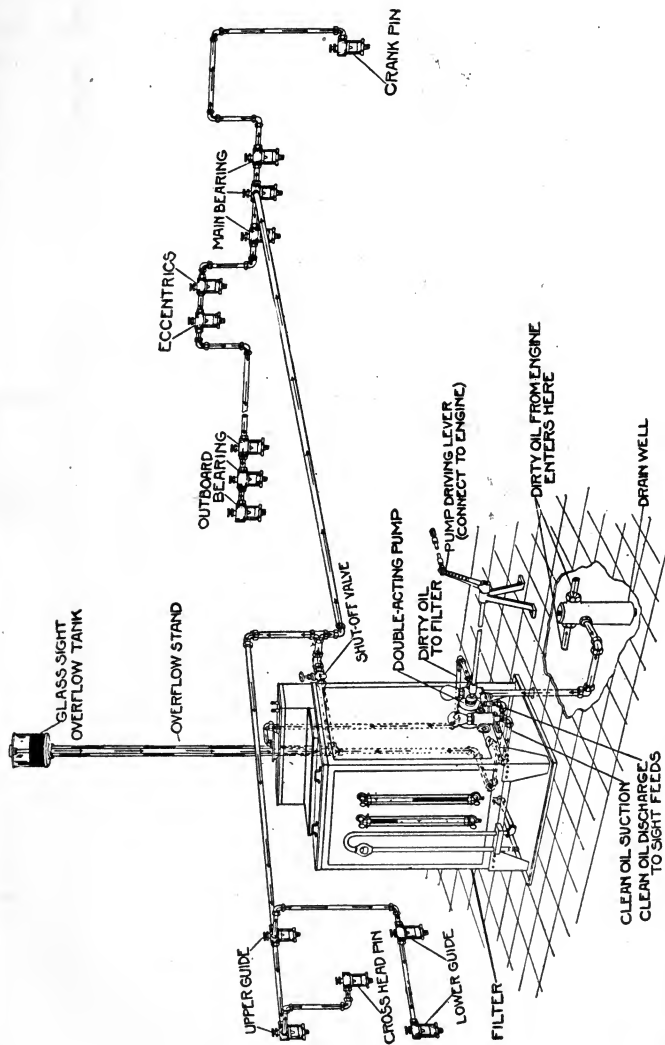 GLASS SIGHT
OVERFLOW TANK
OVERFLOW STAND
UPPER GUIDE
CROSS HEAD PIN
LOWER GUIDE
FILTER
SHUT-OFF VALVE
OUTBOARD
BEARING
ECCENTRICS
MAIN BEARING
CRANK PIN
DOUBLE-ACTING PUMP
DIRTY OIL
TO FILTER
PUMP DRIVING LEVER
(CONNECT TO ENGINE)
DIRTY OIL FROM ENGINE
ENTERS HERE
DRAIN WELL
CLEAN OIL SUCTION
CLEAN OIL DISCHARGE
TO SIGHT FEEDS